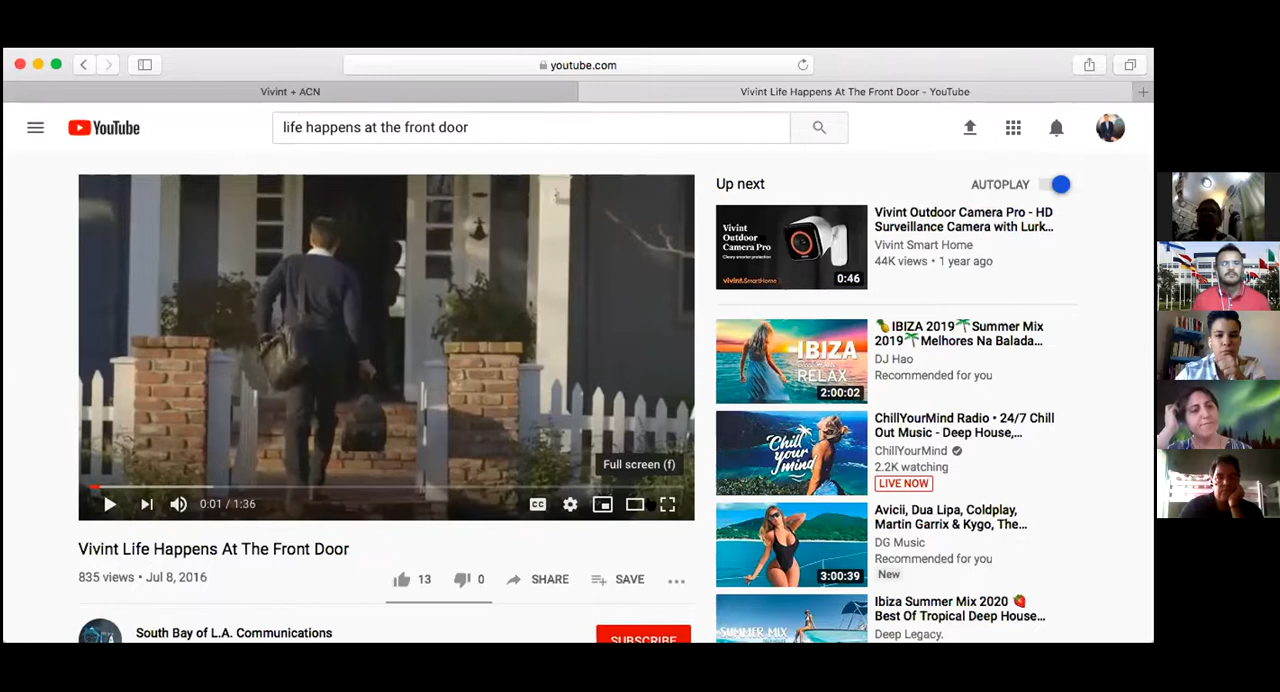 youtube.com
Vivint + ACN
Vivint Life Happens At The Front Door - YouTube
YouTube
life happens at the front door
Up next
AUTOPLAY
Vivint
Outdoor
Camera Pro
vivint.SmartHome
0:46
Vivint Outdoor Camera Pro - HD
Surveillance Camera with Lurk...
Vivint Smart Home
44K views • 1 year ago
IBIZA
RELAX
2:00:02
🍍IBIZA 2019🌴Summer Mix
2019🌴Melhores Na Balada...
DJ Hao
Recommended for you
Chill
your
mind
ChillYourMind Radio • 24/7 Chill
Out Music - Deep House,...
ChillYourMind
2.2K watching
LIVE NOW
3:00:39
Avicii, Dua Lipa, Coldplay,
Martin Garrix & Kygo, The...
DG Music
Recommended for you
New
SUMMER MIX
Ibiza Summer Mix 2020 🍓
Best Of Tropical Deep House...
Deep Legacy.
Full screen (f)
0:01 / 1:36
CC
Vivint Life Happens At The Front Door
835 views • Jul 8, 2016
13
0
SHARE
SAVE
South Bay of L.A. Communications
SUBSCRIBE